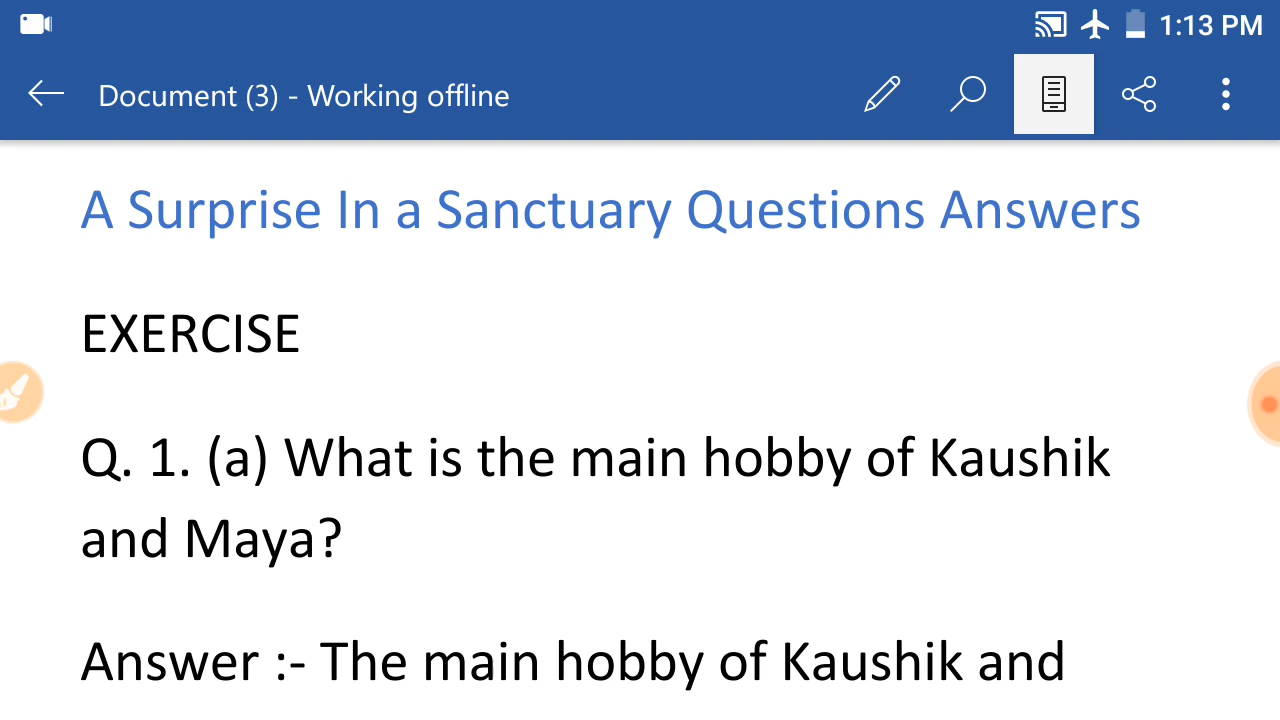 1:13 PM
Document (3) - Working offline
A Surprise In a Sanctuary Questions Answers
EXERCISE
Q. 1. (a) What is the main hobby of Kaushik
and Maya?
Answer :- The main hobby of Kaushik and